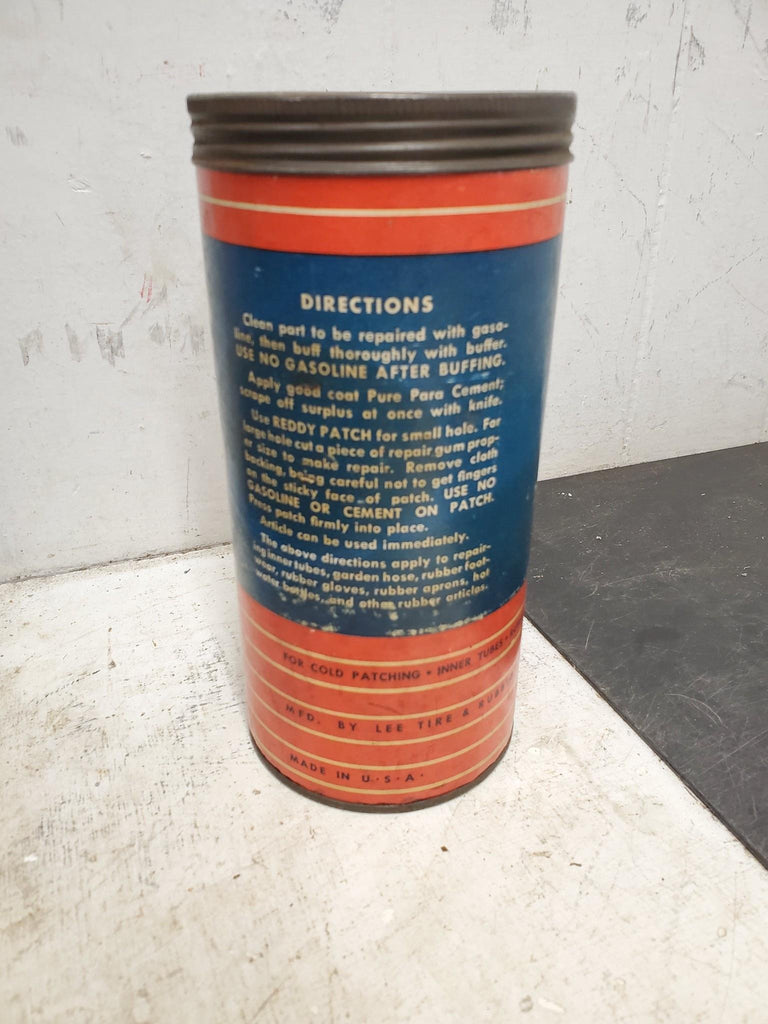 DIRECTIONS
Clean part to be repaired with gaso-
line, then buff thoroughly with buffer.
USE NO GASOLINE AFTER BUFFING.
Apply good coat Pure Para Cement;
scrape off surplus at once with knife.
Use REDDY PATCH for small hole. For
large hole cut a piece of repair gum prop-
er size to make repair. Remove cloth
backing, being careful not to get fingers
on the sticky face of patch. USE NO
GASOLINE OR CEMENT ON PATCH.
Press patch firmly into place.
Article can be used immediately.
The above directions apply to repair-
ing inner tubes, garden hose, rubber foot-
wear, rubber gloves, rubber aprons, hot
water bottles, and other rubber articles.
FOR COLD PATCHING • INNER TUBES •
MFD. BY LEE TIRE &
MADE IN U·S·A·